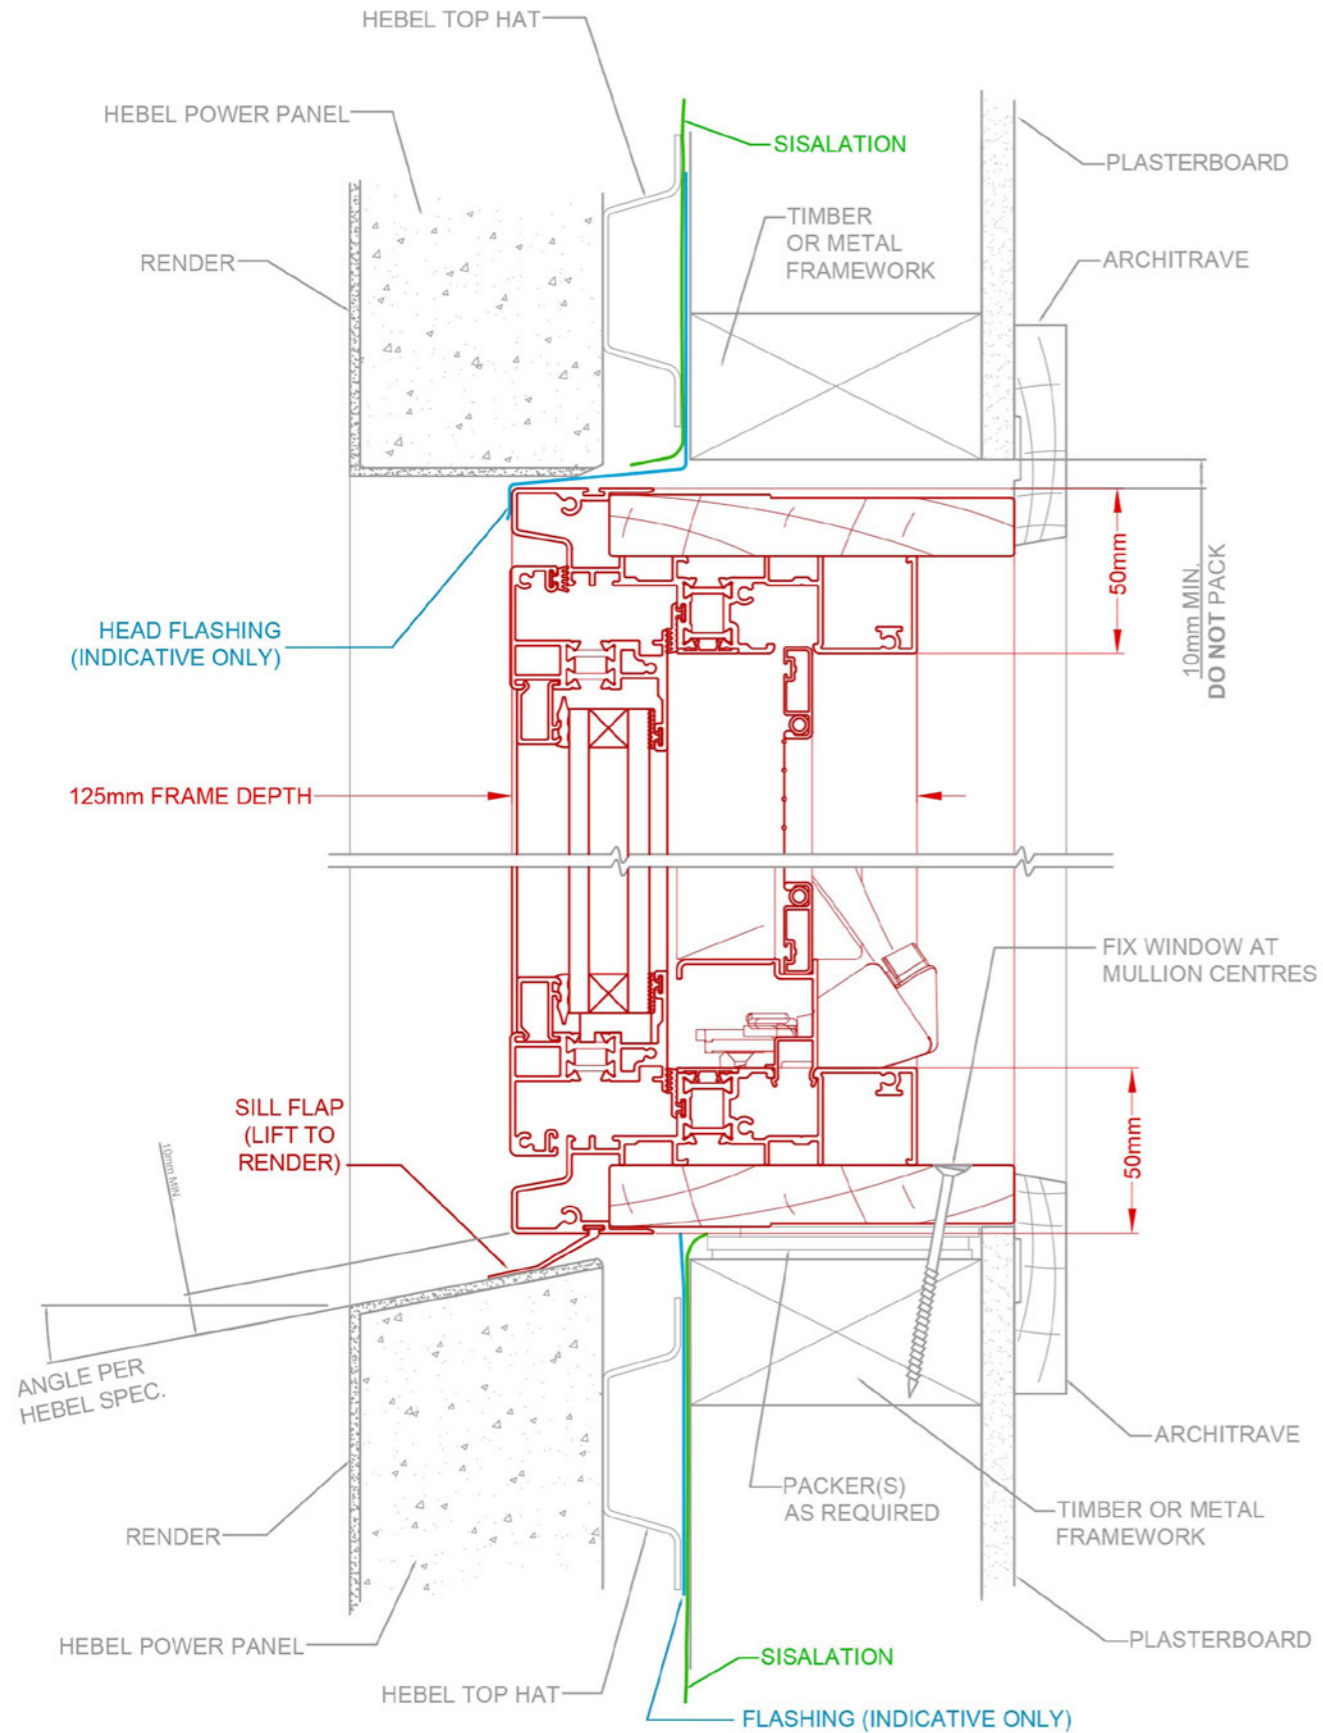 HEBEL TOP HAT
HEBEL POWER PANEL
SISALATION
PLASTERBOARD
TIMBER
OR METAL
FRAMEWORK
RENDER
ARCHITRAVE
50mm
10mm MIN.
DO NOT PACK
HEAD FLASHING
(INDICATIVE ONLY)
125mm FRAME DEPTH
FIX WINDOW AT
MULLION CENTRES
SILL FLAP
(LIFT TO
RENDER)
10mm MIN.
50mm
ANGLE PER
HEBEL SPEC.
ARCHITRAVE
PACKER(S)
AS REQUIRED
TIMBER OR METAL
FRAMEWORK
RENDER
HEBEL POWER PANEL
PLASTERBOARD
SISALATION
HEBEL TOP HAT
FLASHING (INDICATIVE ONLY)